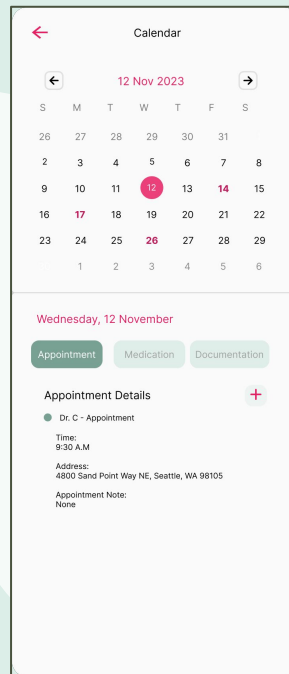 Calendar
12 Nov 2023
S M T W T F S
26 27 28 29 30 31
2 3 4 5 6 7 8
9 10 11 12 13 14 15
16 17 18 19 20 21 22
23 24 25 26 27 28 29
1 2 3 4 5 6
Wednesday, 12 November
Appointment Medication Documentation
Appointment Details +
Dr. C - Appointment
Time:
9:30 A.M
Address:
4800 Sand Point Way NE, Seattle, WA 98105
Appointment Note:
None